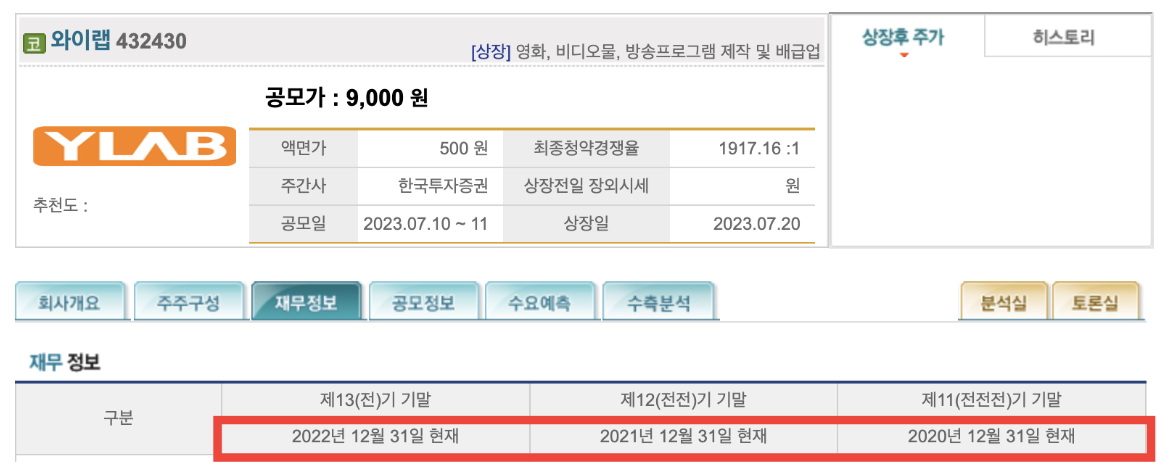 코 와이랩 432430
[상장] 영화, 비디오물, 방송프로그램 제작 및 배급업
상장후 주가
히스토리
공모가 : 9,000 원
YLAB
추천도 :
액면가 500 원 최종청약경쟁율 1917.16 :1
주간사 한국투자증권 상장전일 장외시세 원
공모일 2023.07.10 ~ 11 상장일 2023.07.20
회사개요 주주구성 재무정보 공모정보 수요예측 수축분석 분석실 토론실
재무 정보
구분
제13(전)기 기말 제12(전전)기 기말 제11(전전전)기 기말
2022년 12월 31일 현재 2021년 12월 31일 현재 2020년 12월 31일 현재